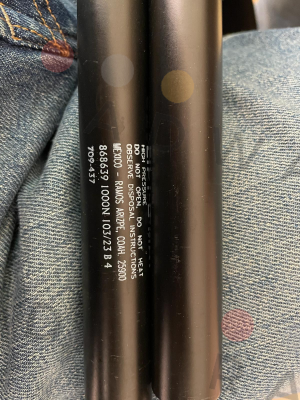 HIGH PRESSURE
DO NOT OPEN. DO NOT HEAT
OBSERVE DISPOSAL INSTRUCTIONS
MEXICO - RAMOS ARIZPE, COAH. 25900
868639 1000N 103/23 B 4
709-437